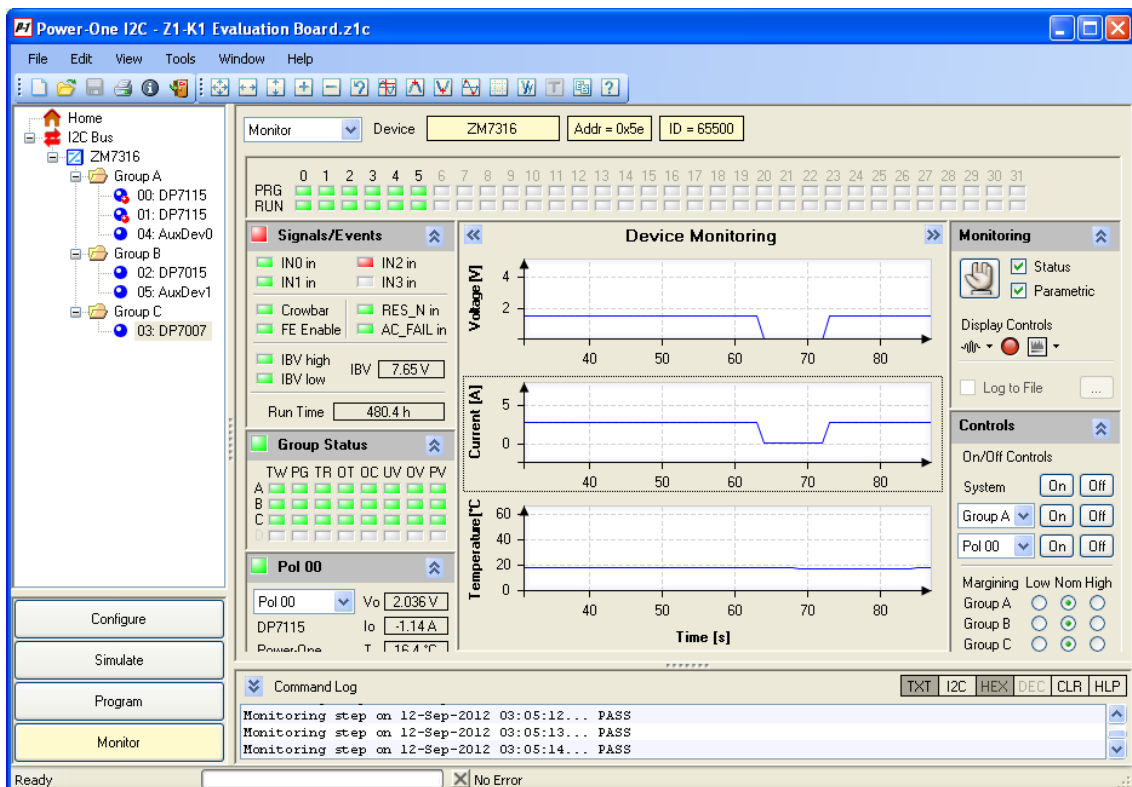 Power-One I2C - Z1-K1 Evaluation Board.z1c
File Edit View Tools Window Help
Home
I2C Bus
ZM7316
Group A
00: DP7115
01: DP7115
04: AuxDev0
Group B
02: DP7015
05: AuxDev1
Group C
03: DP7007
Configure
Simulate
Program
Monitor
Monitor Device ZM7316 Addr = 0x5e ID = 65500
0 1 2 3 4 5 6 7 8 9 10 11 12 13 14 15 16 17 18 19 20 21 22 23 24 25 26 27 28 29 30 31
PRG
RUN
Signals/Events
IN0 in IN2 in
IN1 in IN3 in
Crowbar RES_N in
FE Enable AC_FAIL in
IBV high
IBV low
IBV 7.65 V
Run Time 480.4 h
Group Status
TW PG TR OT OC UV OV PV
A
B
C
D
Pol 00
Pol 00 Vo 2.036 V
DP7115 Io -1.14 A
Power-One T 16.4 °C
Device Monitoring
Voltage [V]
4
2
40 50 60 70 80
Current [A]
5
0
40 50 60 70 80
Temperature[°C
60
40
20
0
40 50 60 70 80
Time [s]
Monitoring
Status
Parametric
Display Controls
Log to File ...
Controls
On/Off Controls
System On Off
Group A On Off
Pol 00 On Off
Margining Low Nom High
Group A
Group B
Group C
Command Log TXT I2C HEX DEC CLR HLP
Monitoring step on 12-Sep-2012 03:05:12... PASS
Monitoring step on 12-Sep-2012 03:05:13... PASS
Monitoring step on 12-Sep-2012 03:05:14... PASS
Ready No Error